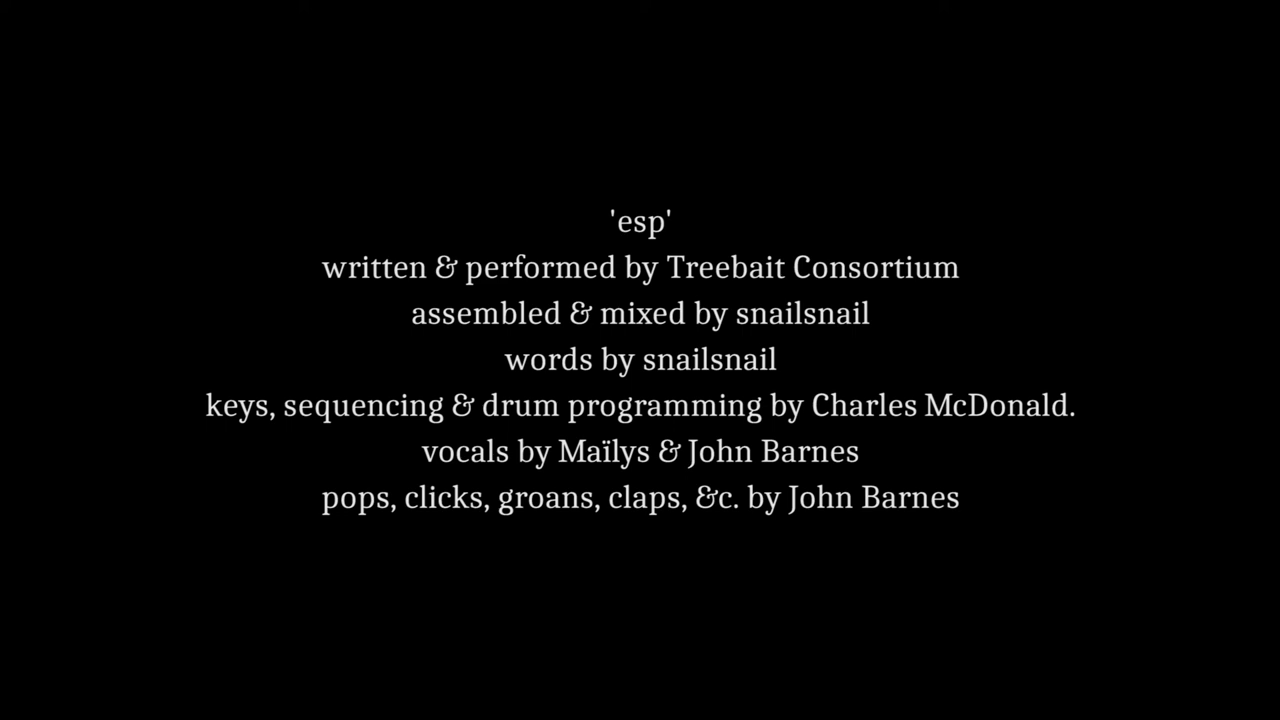 'esp'
written & performed by Treebait Consortium
assembled & mixed by snailsnail
words by snailsnail
keys, sequencing & drum programming by Charles McDonald.
vocals by Maïlys & John Barnes
pops, clicks, groans, claps, &c. by John Barnes